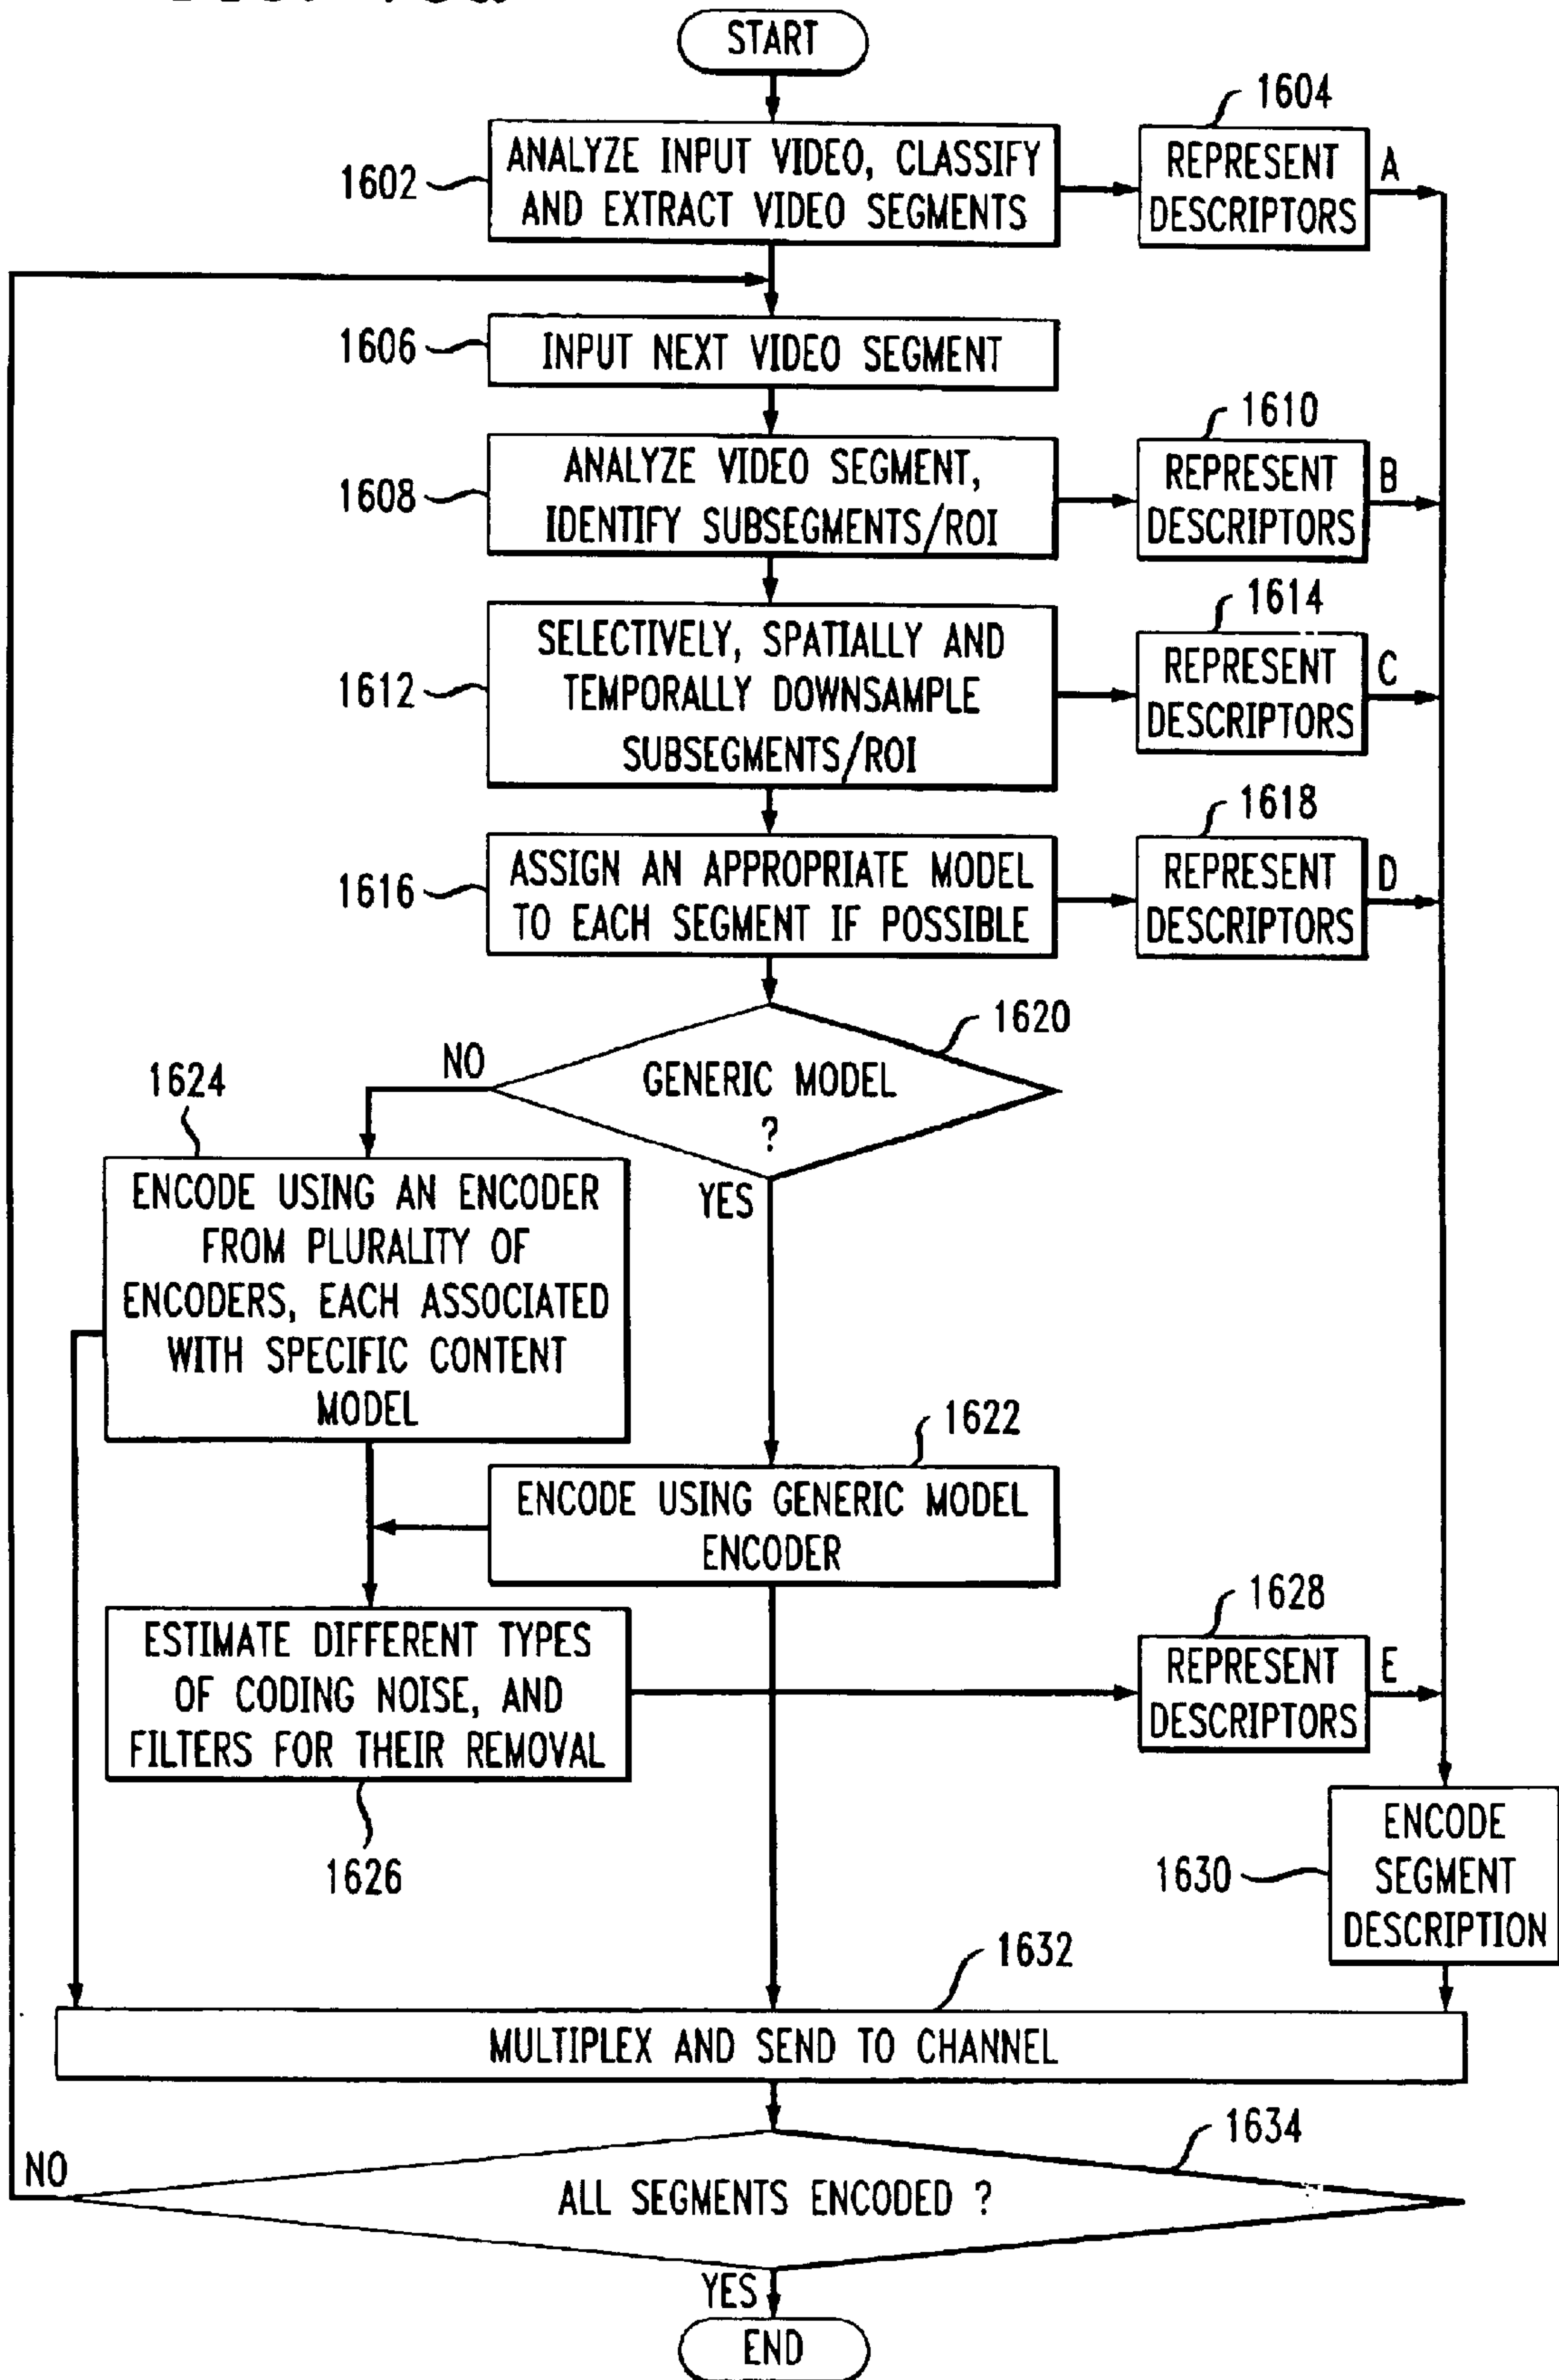 START
1604
ANALYZE INPUT VIDEO, CLASSIFY
AND EXTRACT VIDEO SEGMENTS
1602
REPRESENT
DESCRIPTORS
A
1606
INPUT NEXT VIDEO SEGMENT
1610
1608
ANALYZE VIDEO SEGMENT,
IDENTIFY SUBSEGMENTS/ROI
REPRESENT
DESCRIPTORS
B
1614
1612
SELECTIVELY, SPATIALLY AND
TEMPORALLY DOWNSAMPLE
SUBSEGMENTS/ROI
REPRESENT
DESCRIPTORS
C
1618
1616
ASSIGN AN APPROPRIATE MODEL
TO EACH SEGMENT IF POSSIBLE
REPRESENT
DESCRIPTORS
D
1620
NO
GENERIC MODEL
?
YES
1624
ENCODE USING AN ENCODER
FROM PLURALITY OF
ENCODERS, EACH ASSOCIATED
WITH SPECIFIC CONTENT
MODEL
1622
ENCODE USING GENERIC MODEL
ENCODER
ESTIMATE DIFFERENT TYPES
OF CODING NOISE, AND
FILTERS FOR THEIR REMOVAL
1626
1628
REPRESENT
DESCRIPTORS
E
1630
ENCODE
SEGMENT
DESCRIPTION
1632
MULTIPLEX AND SEND TO CHANNEL
1634
NO
ALL SEGMENTS ENCODED ?
YES
END